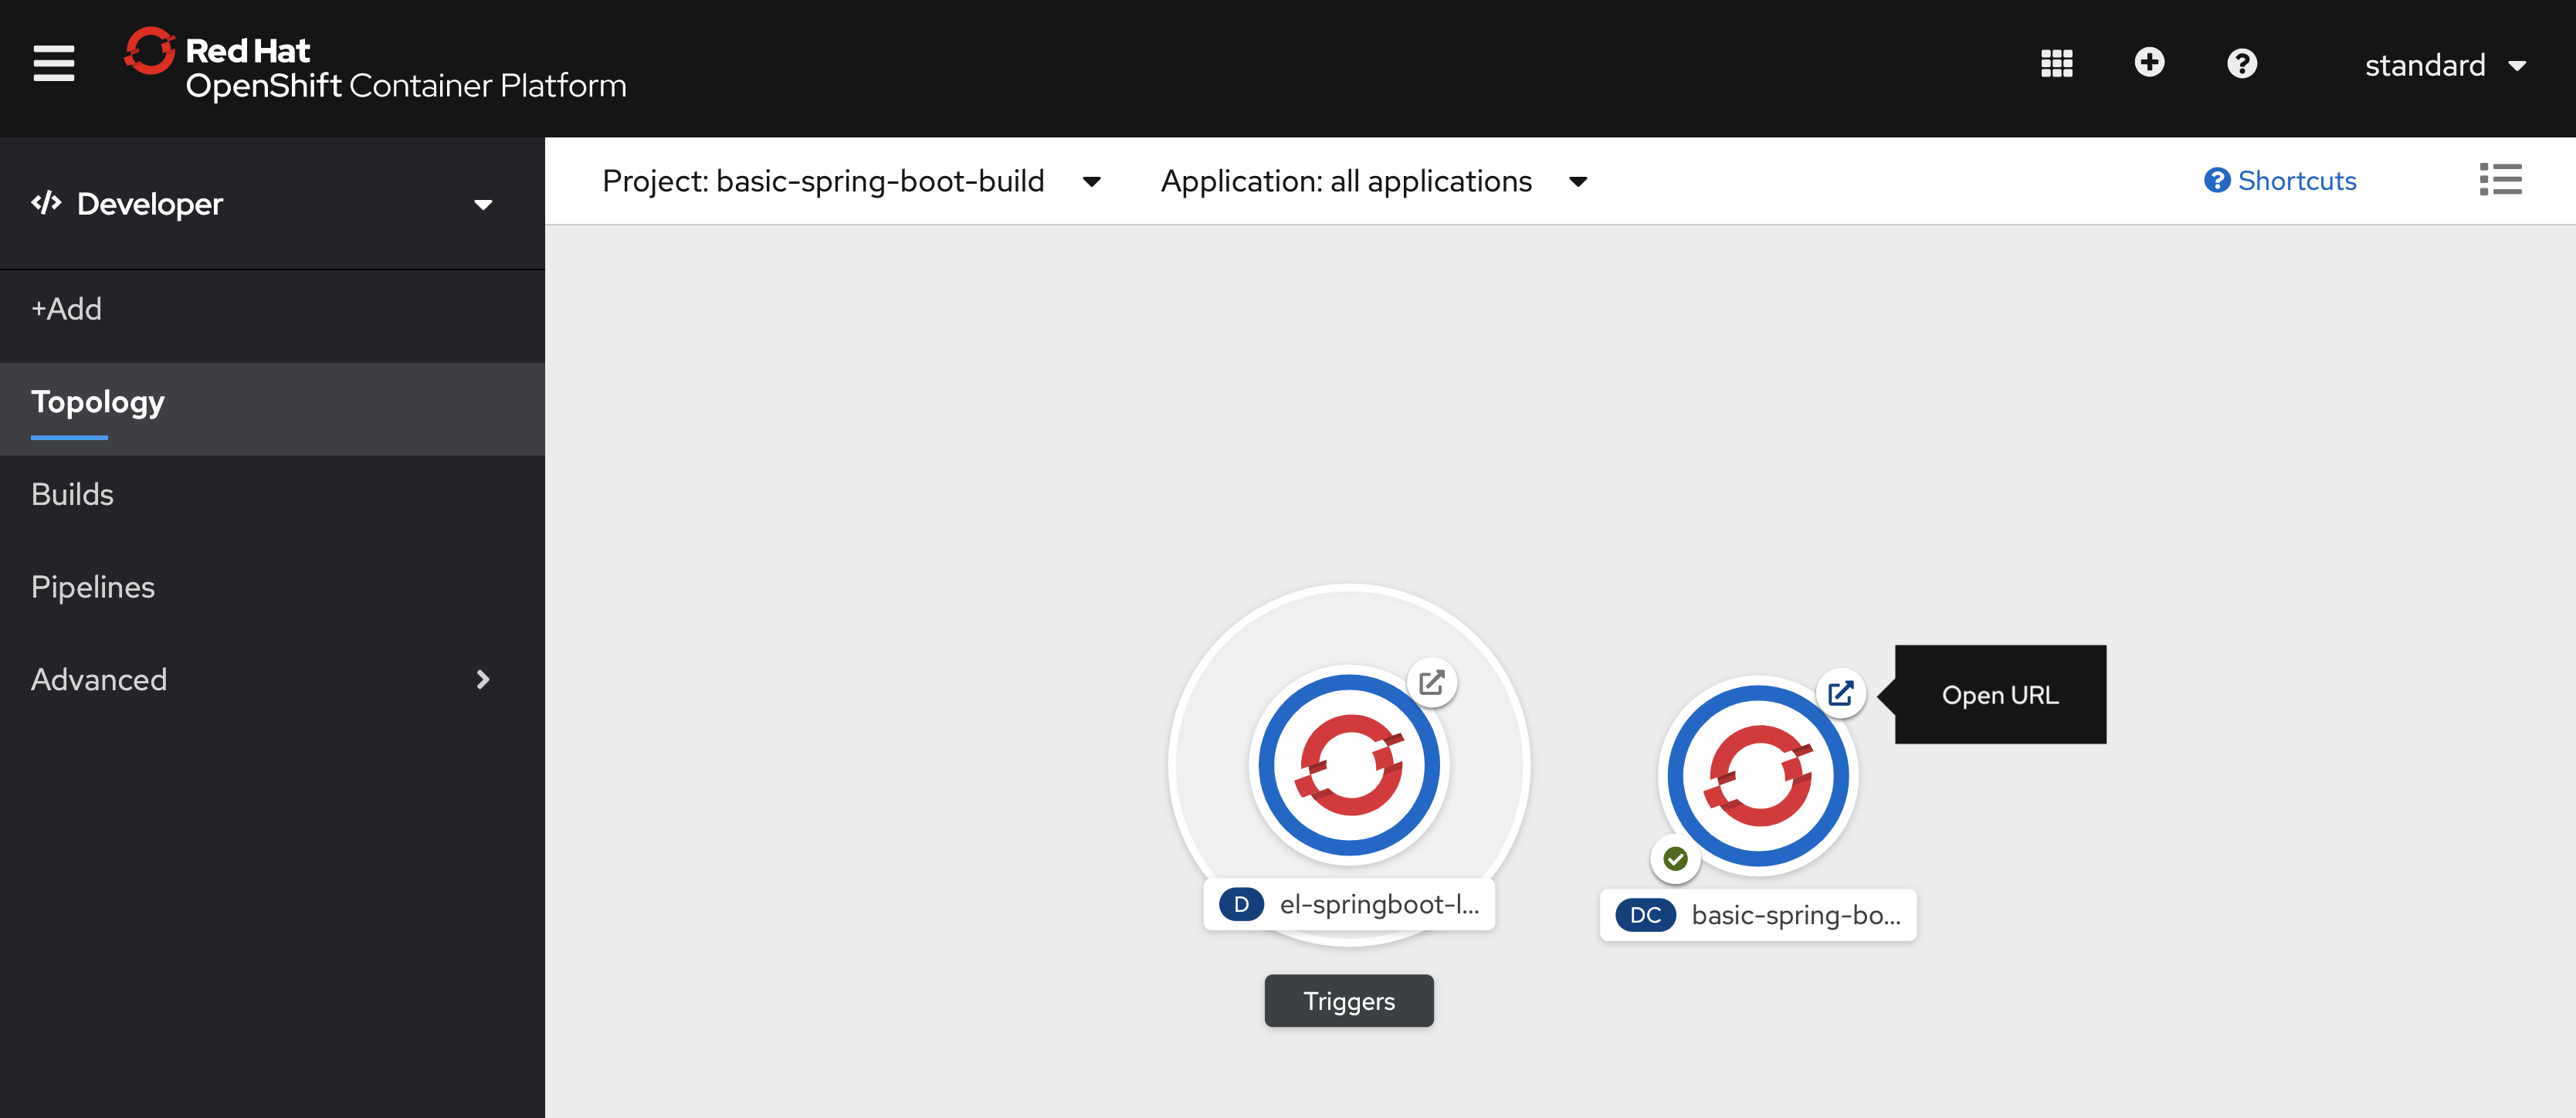 Red Hat
OpenShift Container Platform
standard
Developer
Project: basic-spring-boot-build
Application: all applications
Shortcuts
+Add
Topology
Builds
Pipelines
Advanced
Open URL
D el-springboot-l...
DC basic-spring-bo...
Triggers